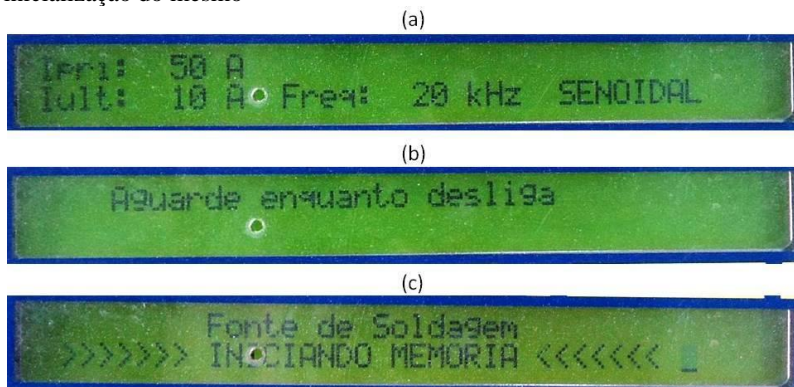 (a)
Ipri: 50 A
Iult: 10 A Freq: 20 kHz SENOIDAL
(b)
Aguarde enquanto desliga
(c)
Fonte de Soldagem
>>>>>>> INICIANDO MEMORIA <<<<<<< _